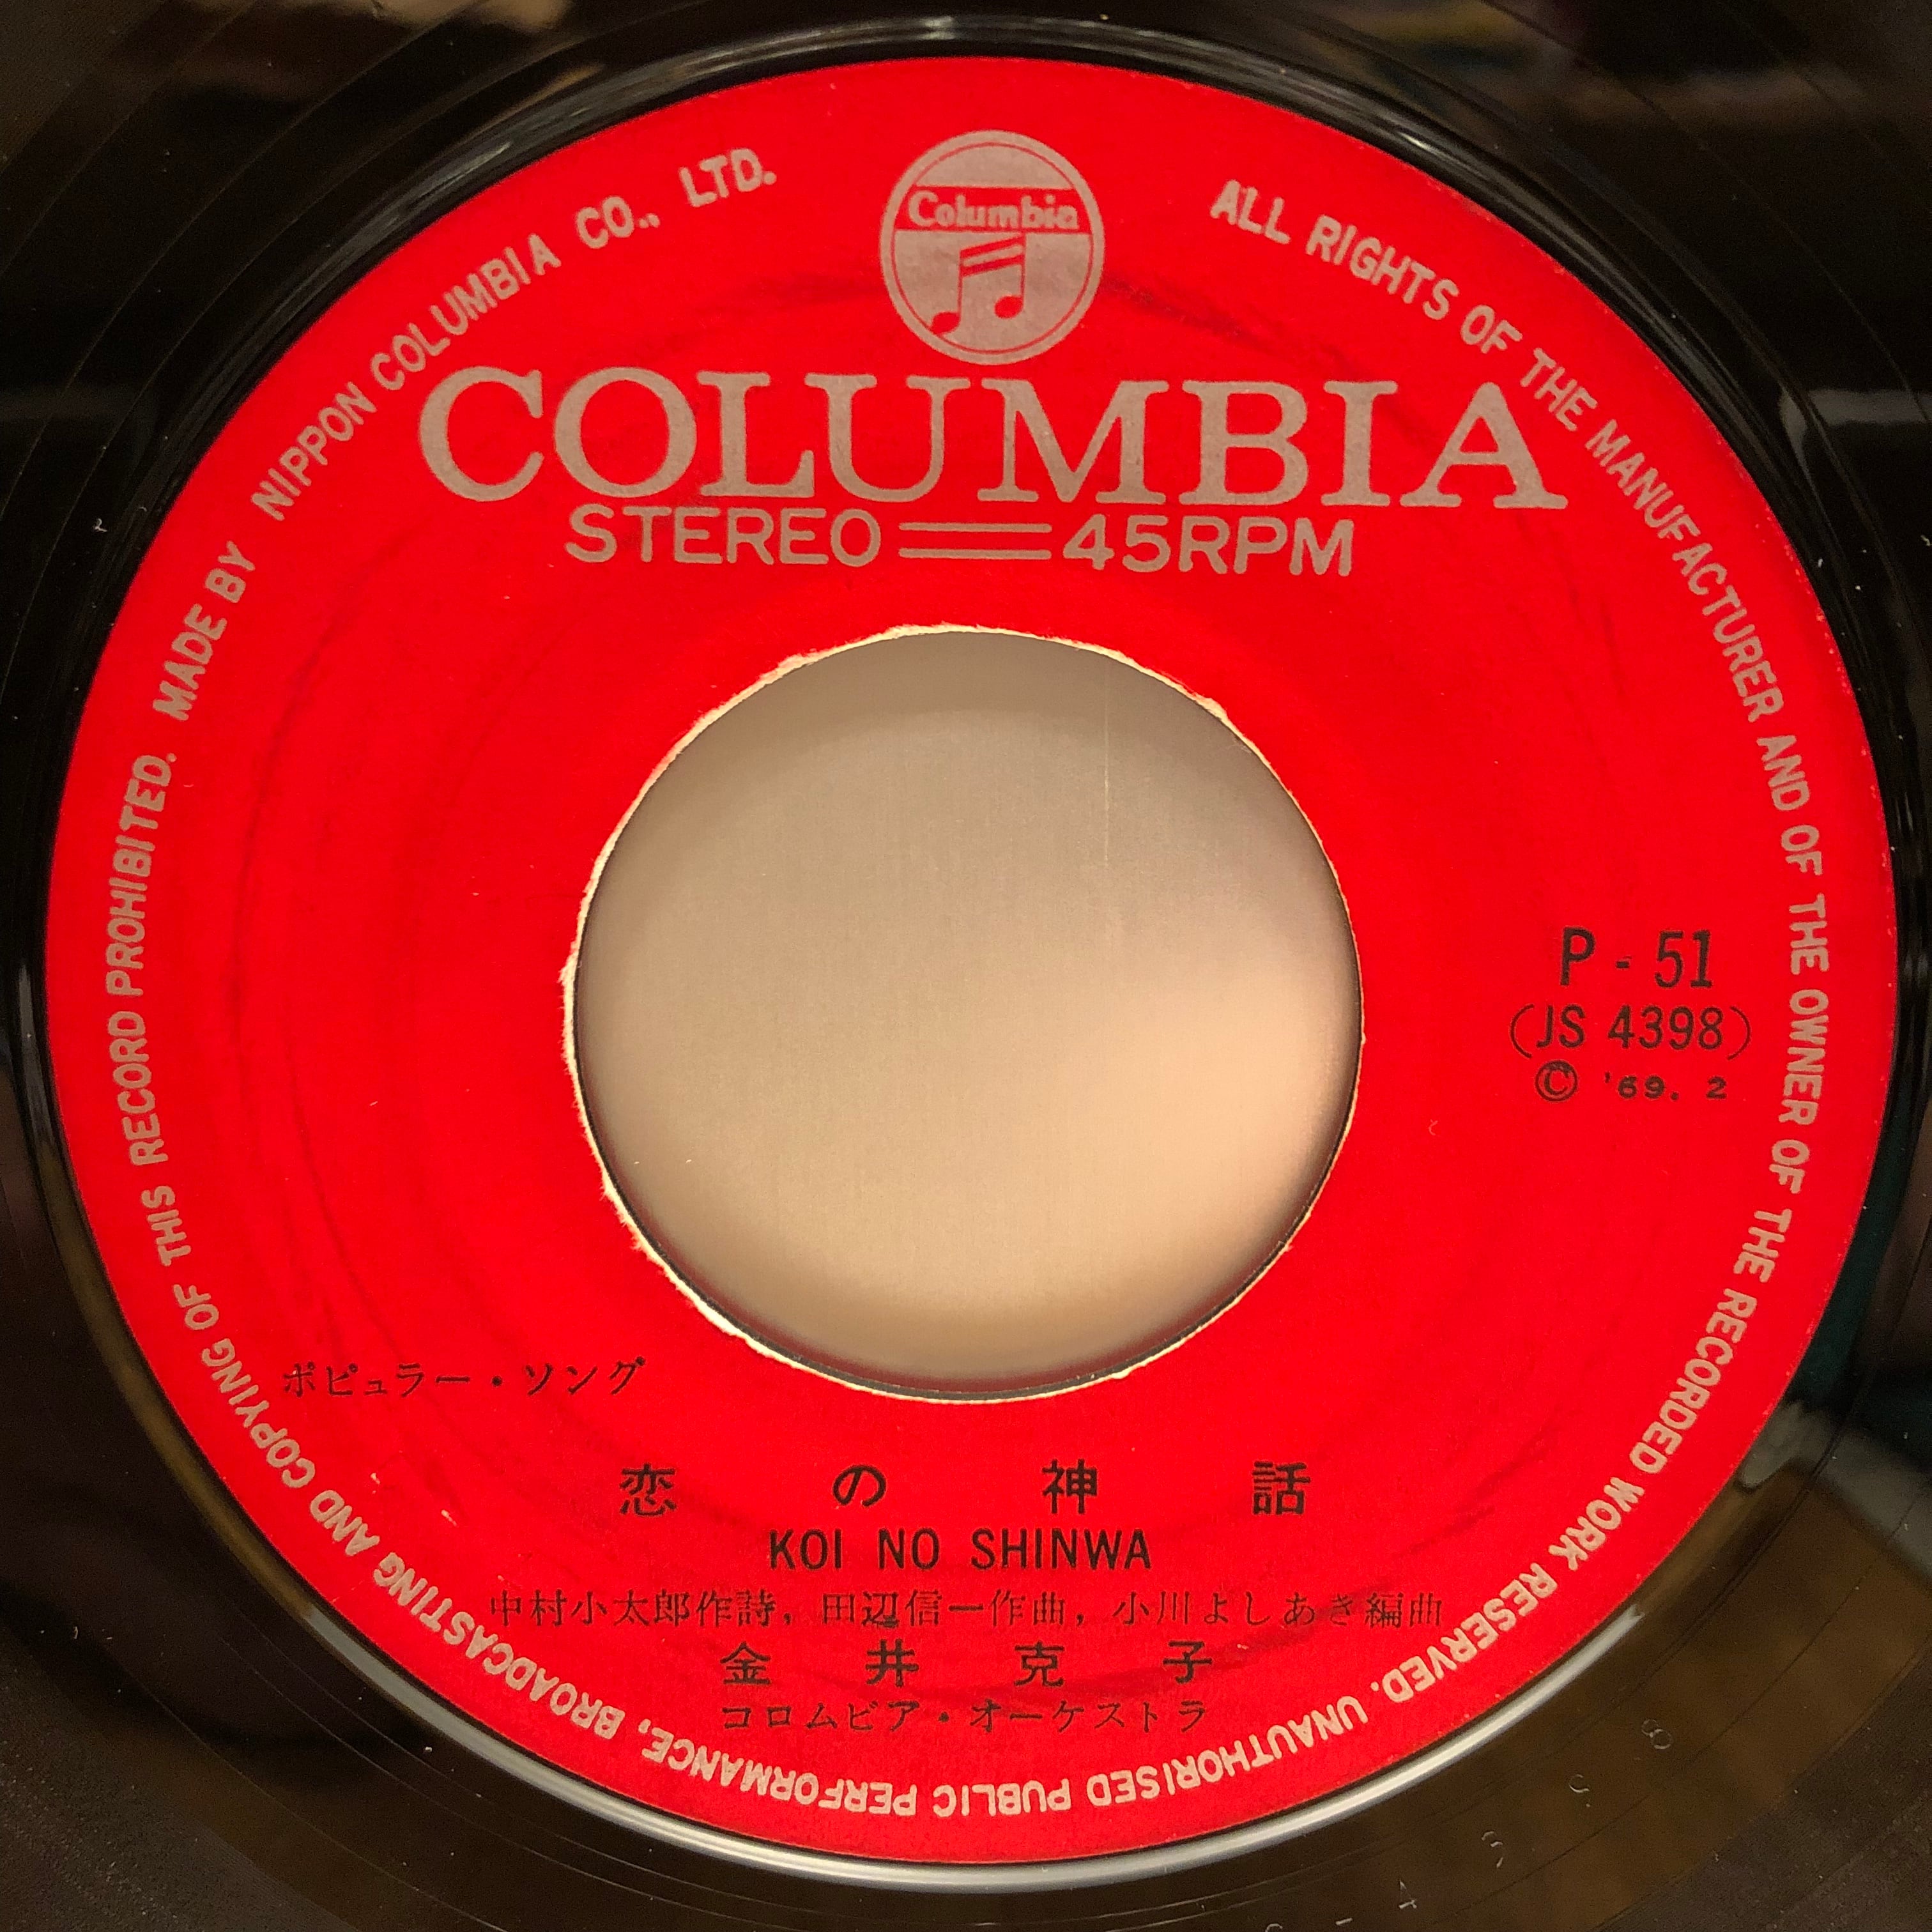 Columbia
COLUMBIA
STEREO 45RPM
ALL RIGHTS OF THE MANUFACTURER AND OF THE OWNER OF THE RECORDED WORK RESERVED. UNAUTHORISED PUBLIC PERFORMANCE, BROADCASTING AND COPYING OF THIS RECORD PROHIBITED. MADE BY NIPPON COLUMBIA CO., LTD.
P - 51
(JS 4398)
© '69. 2
ポピュラー・ソング
恋の神話
KOI NO SHINWA
中村小太郎作詩, 田辺信一作曲, 小川よしあき編曲
金井克子
コロムビア・オーケストラ